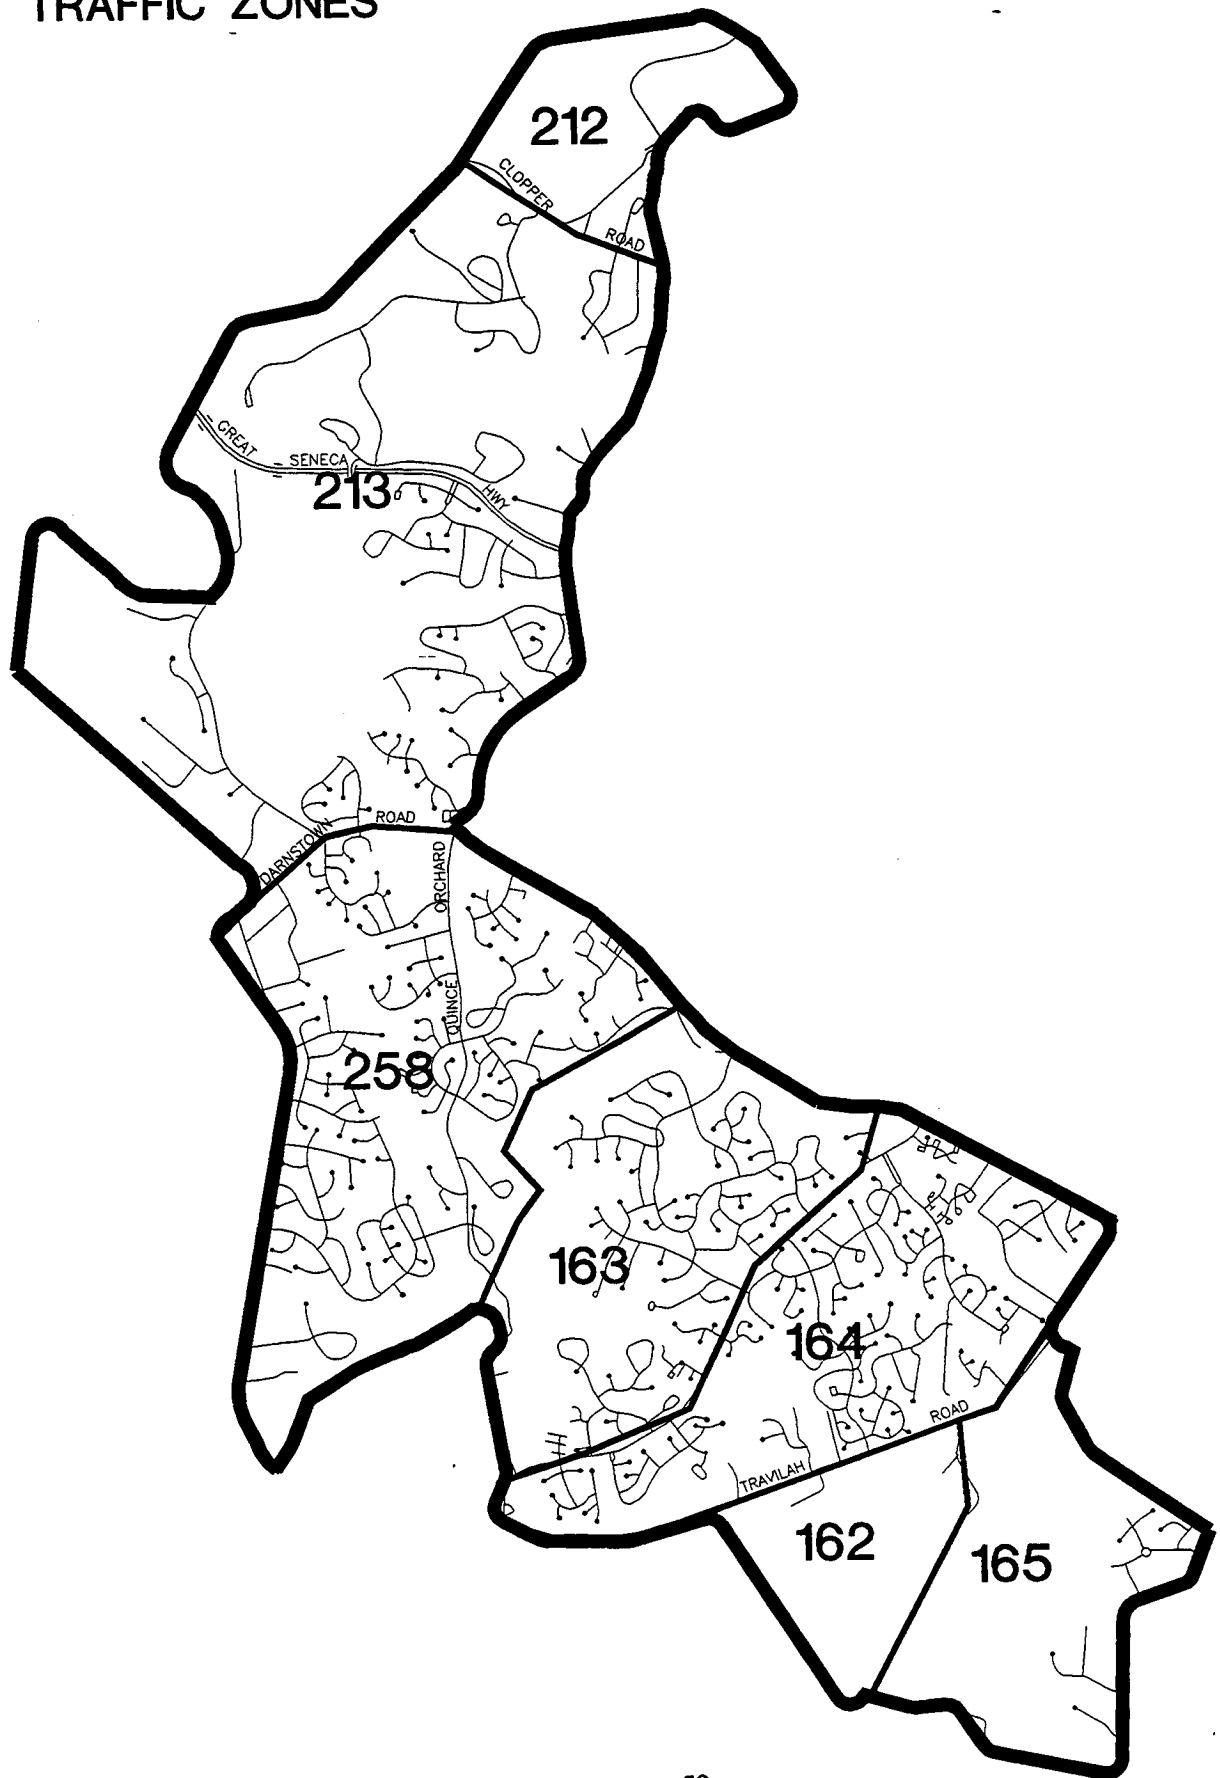 TRAFFIC ZONES
212
CLOPPER
ROAD
GREAT
SENECA
HWY
213
ROAD
DARNSTOWN
ORCHARD
QUINCE
258
163
164
ROAD
TRAVILAH
162
165